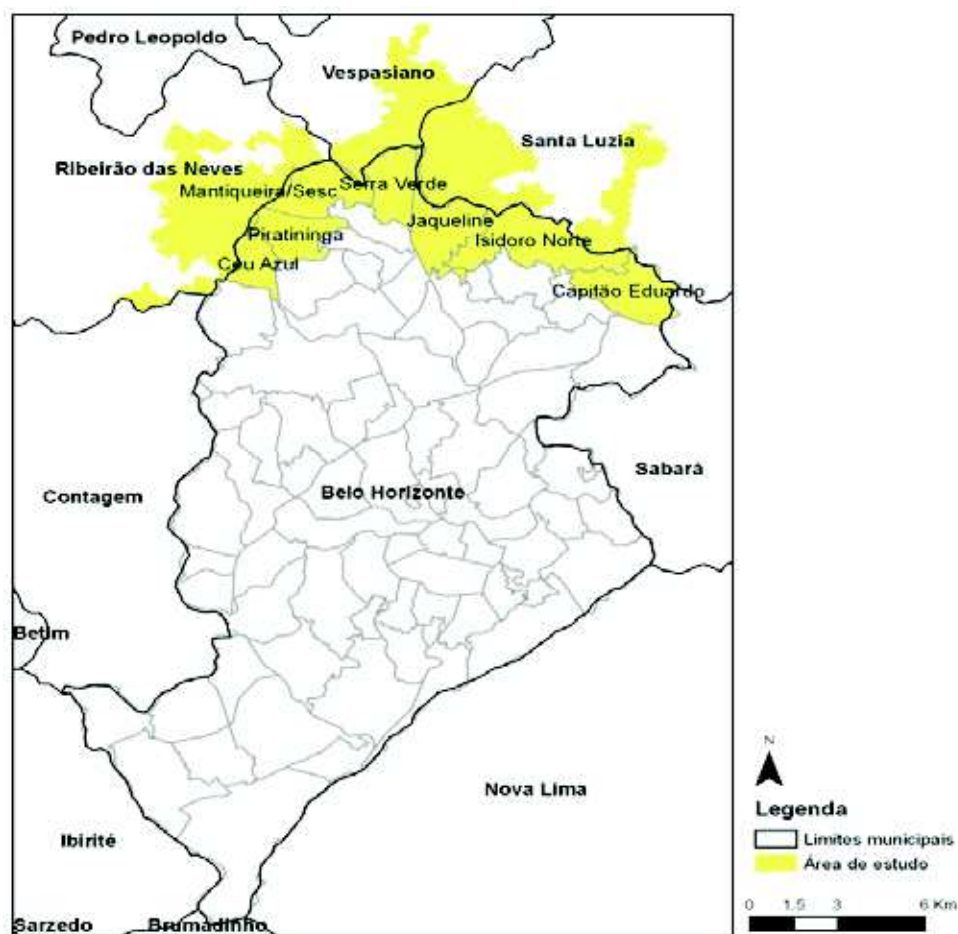 Pedro Leopoldo
Vespasiano
Santa Luzia
Ribeirão das Neves
Mantiqueira/Sesc
Serra Verde
Jaqueline
Piratininga
Isidoro Norte
Céu Azul
Capitão Eduardo
Sabará
Contagem
Belo Horizonte
Betim
Nova Lima
Ibirité
Sarzedo
Brumadinho
N
Legenda
Limites municipais
Área de estudo
0 1.5 3 6 Km